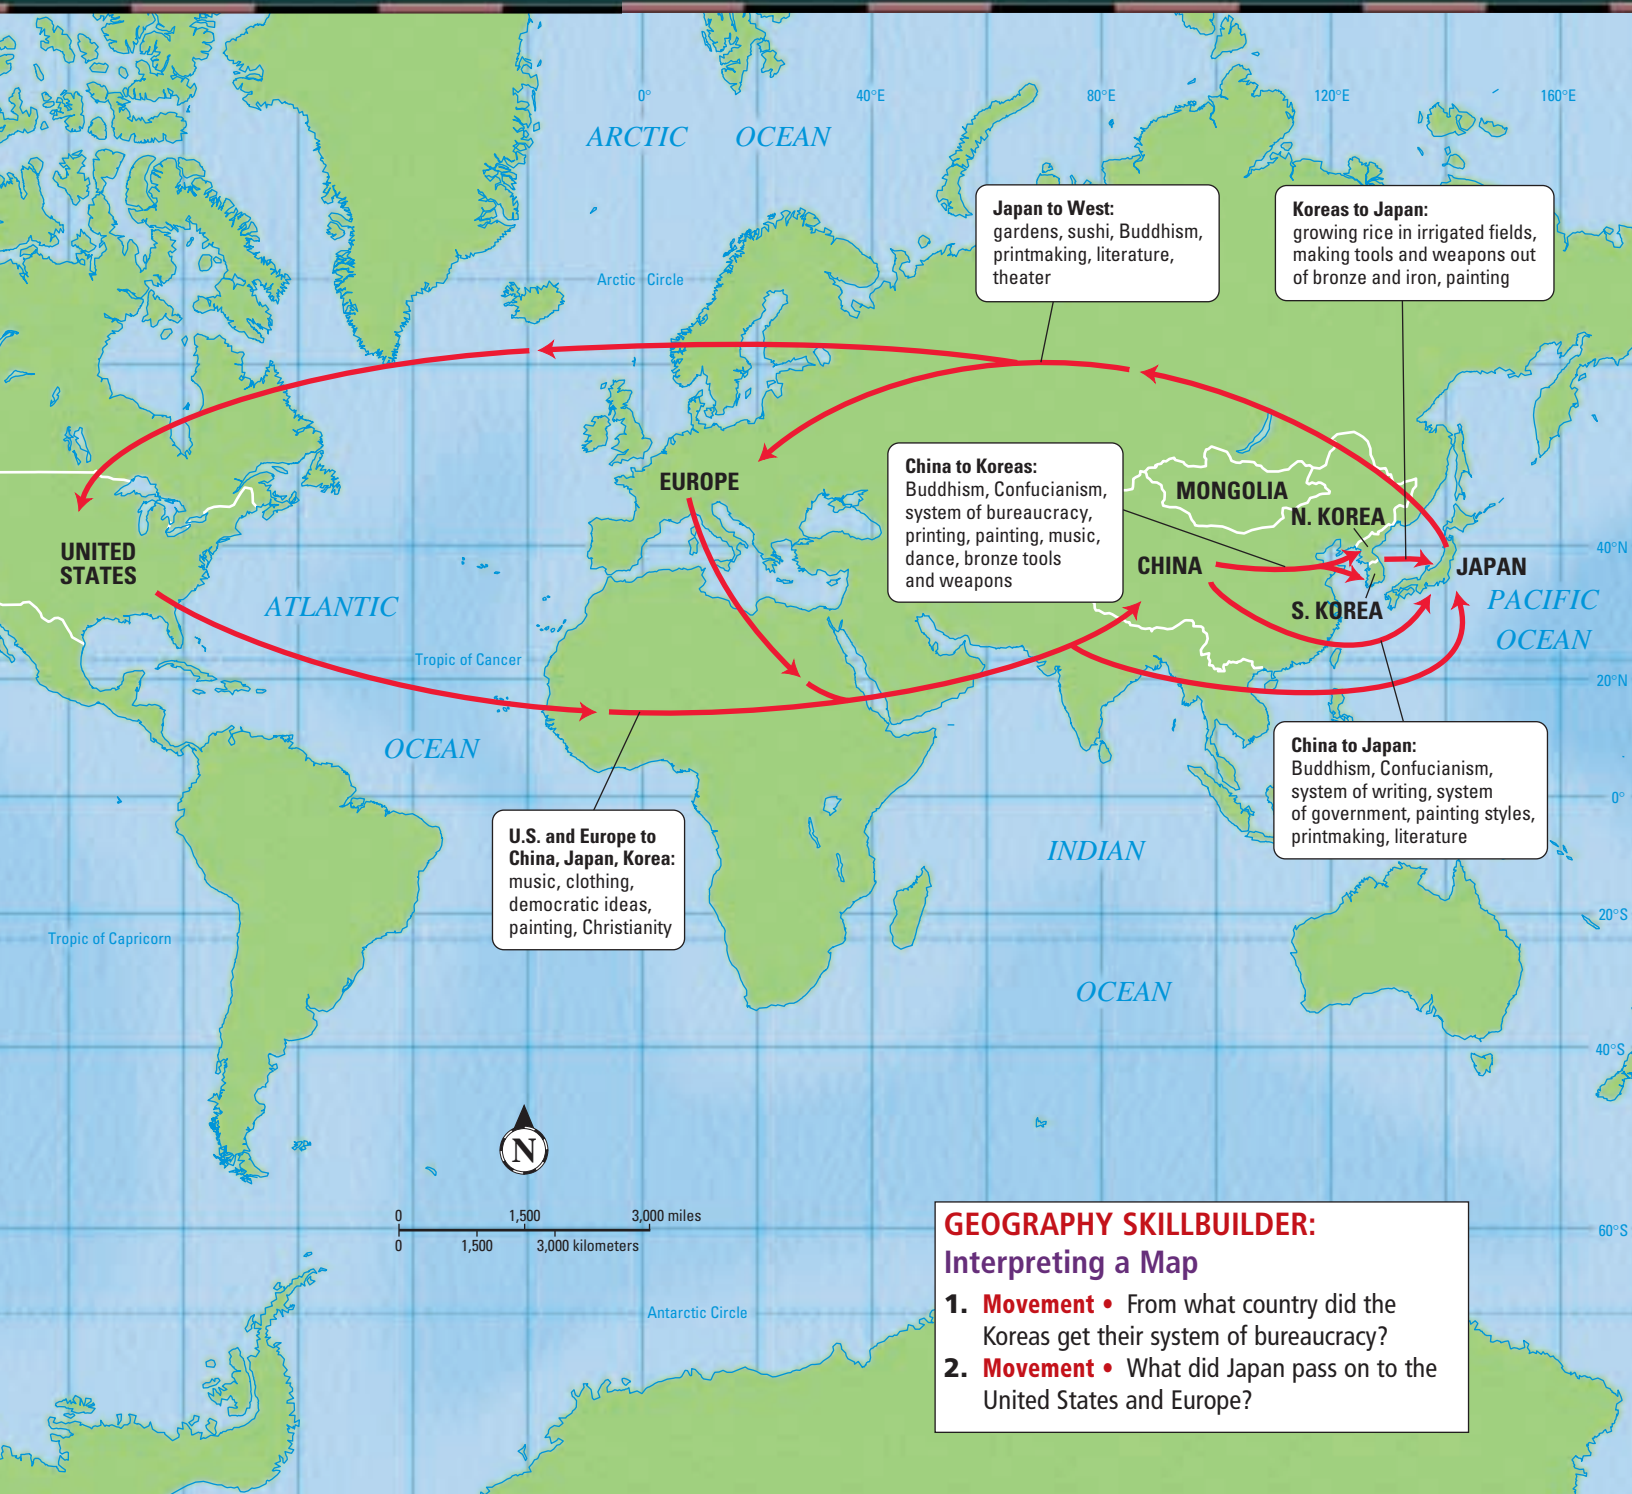 0°
40°E
80°E
120°E
160°E
ARCTIC OCEAN
Japan to West:
gardens, sushi, Buddhism,
printmaking, literature,
theater
Koreas to Japan:
growing rice in irrigated fields,
making tools and weapons out
of bronze and iron, painting
Arctic Circle
China to Koreas:
Buddhism, Confucianism,
system of bureaucracy,
printing, painting, music,
dance, bronze tools
and weapons
EUROPE
MONGOLIA
N. KOREA
UNITED
STATES
CHINA
JAPAN
40°N
S. KOREA
PACIFIC
OCEAN
ATLANTIC
OCEAN
Tropic of Cancer
20°N
China to Japan:
Buddhism, Confucianism,
system of writing, system
of government, painting styles,
printmaking, literature
0°
U.S. and Europe to
China, Japan, Korea:
music, clothing,
democratic ideas,
painting, Christianity
INDIAN
OCEAN
20°S
Tropic of Capricorn
40°S
N
0 1,500 3,000 miles
0 1,500 3,000 kilometers
60°S
Antarctic Circle
GEOGRAPHY SKILLBUILDER:
Interpreting a Map
1. Movement • From what country did the
Koreas get their system of bureaucracy?
2. Movement • What did Japan pass on to the
United States and Europe?